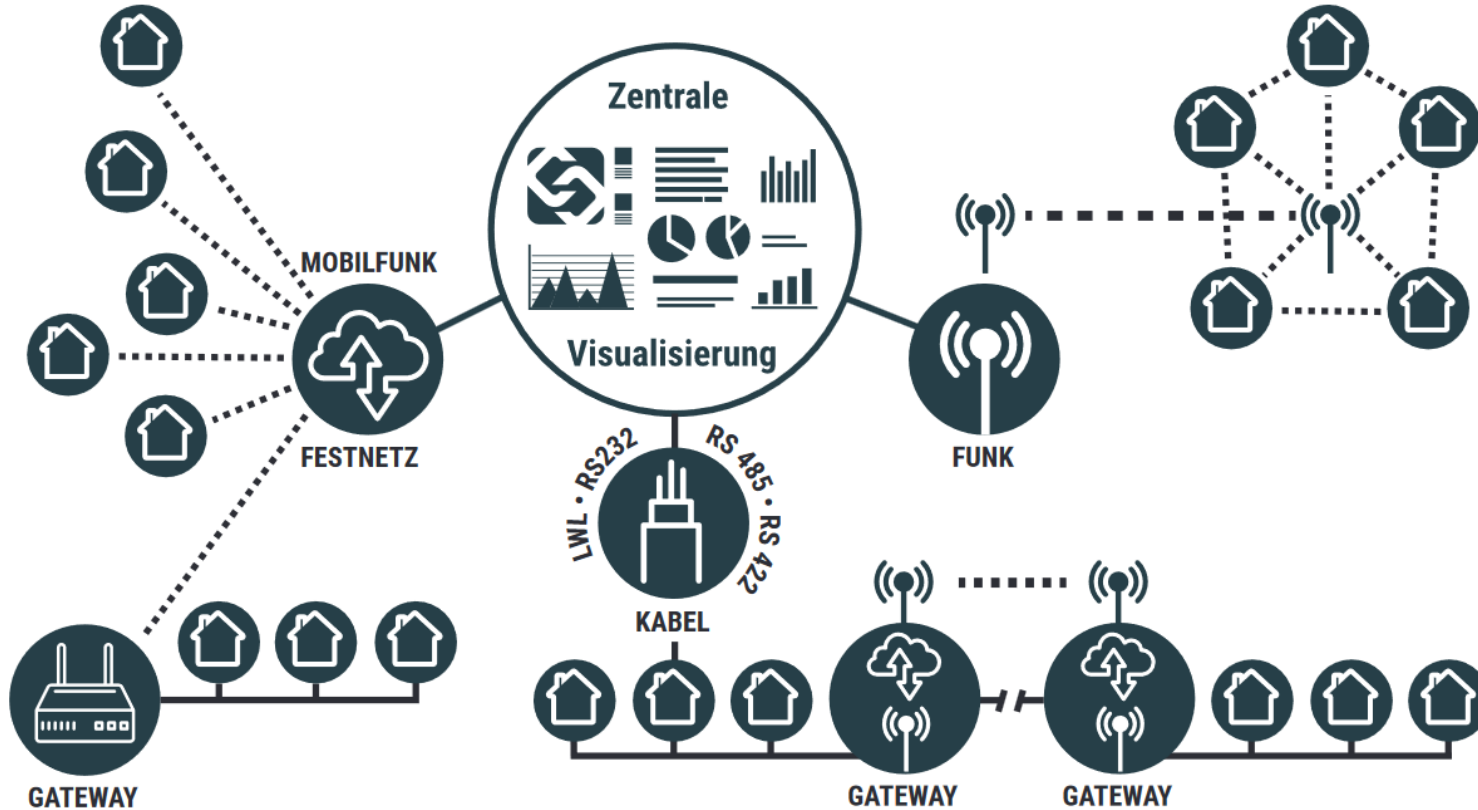 Zentrale
Visualisierung
MOBILFUNK
FESTNETZ
FUNK
LWL • RS232
RS 485 • RS 422
KABEL
GATEWAY
GATEWAY
GATEWAY